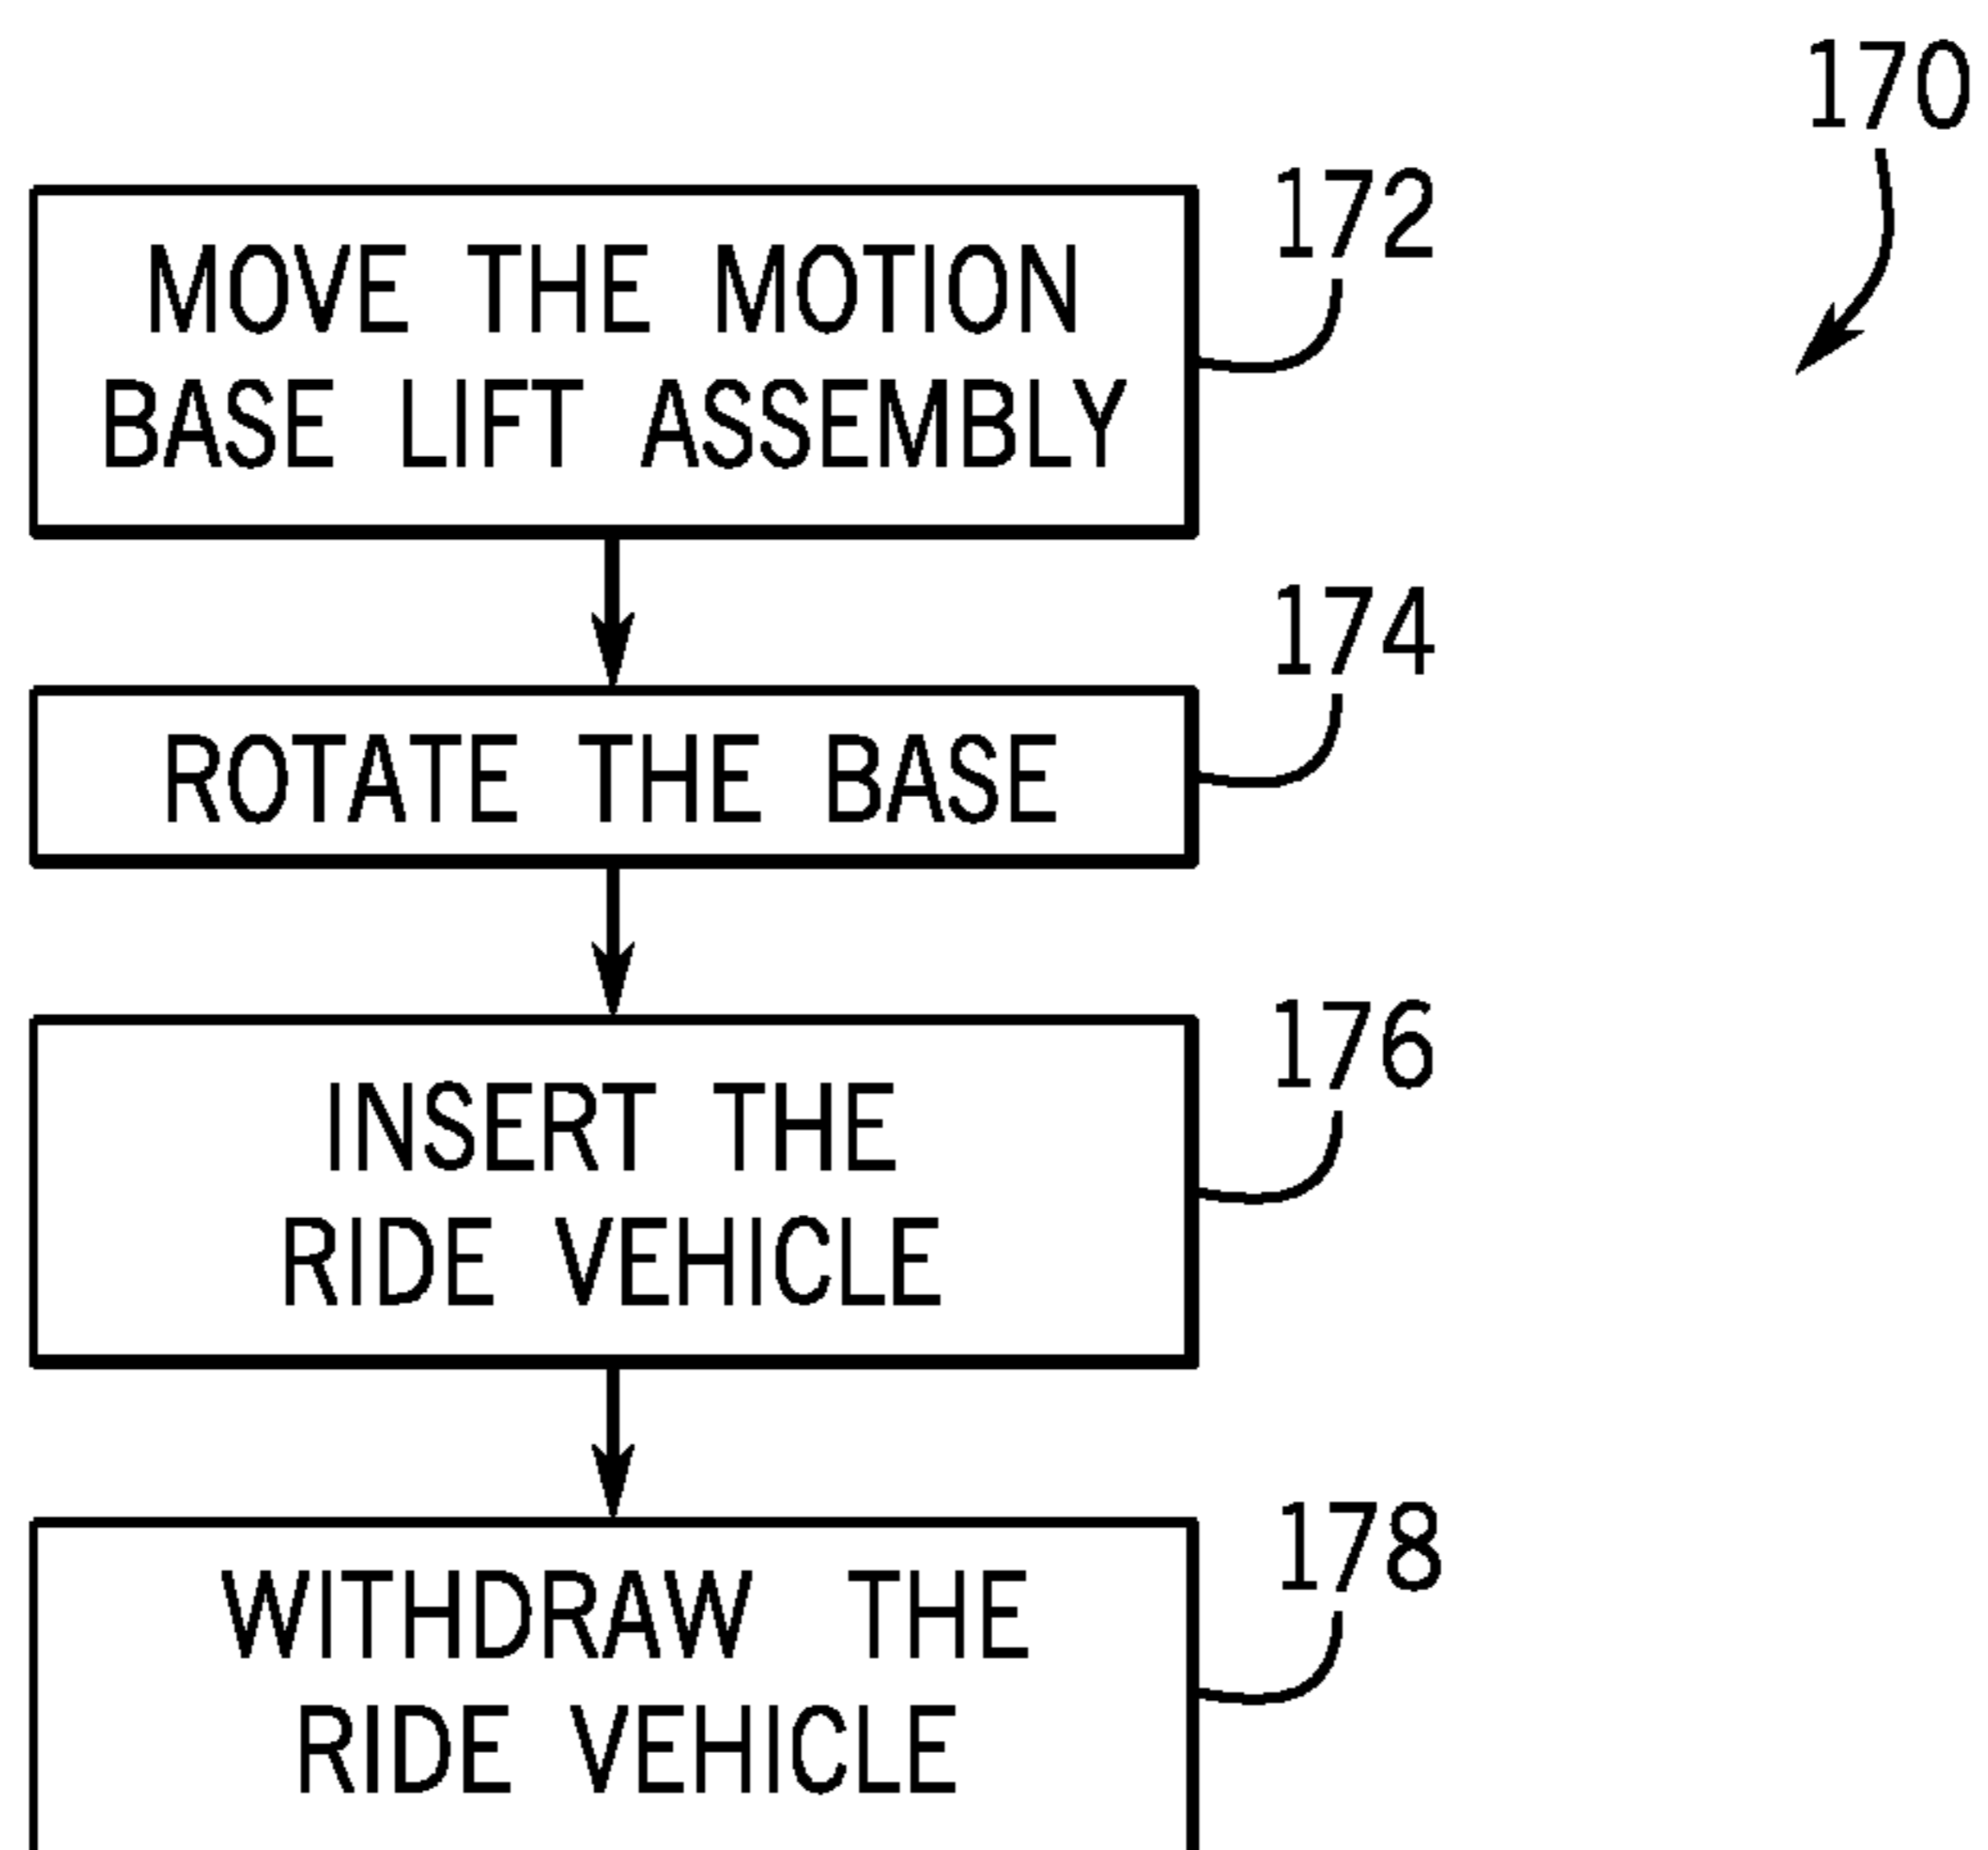 170
172
MOVE THE MOTION
BASE LIFT ASSEMBLY
174
ROTATE THE BASE
176
INSERT THE
RIDE VEHICLE
178
WITHDRAW THE
RIDE VEHICLE